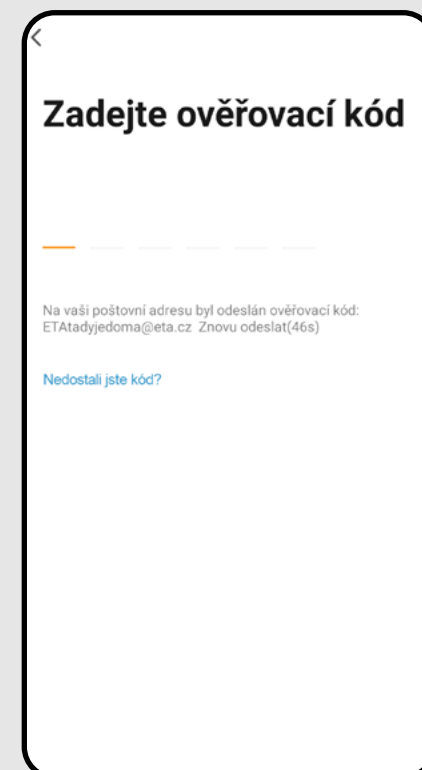 Zadejte ověřovací kód
Na vaši poštovní adresu byl odeslán ověřovací kód:
ETAtadyjedoma@eta.cz Znovu odeslat(46s)
Nedostali jste kód?